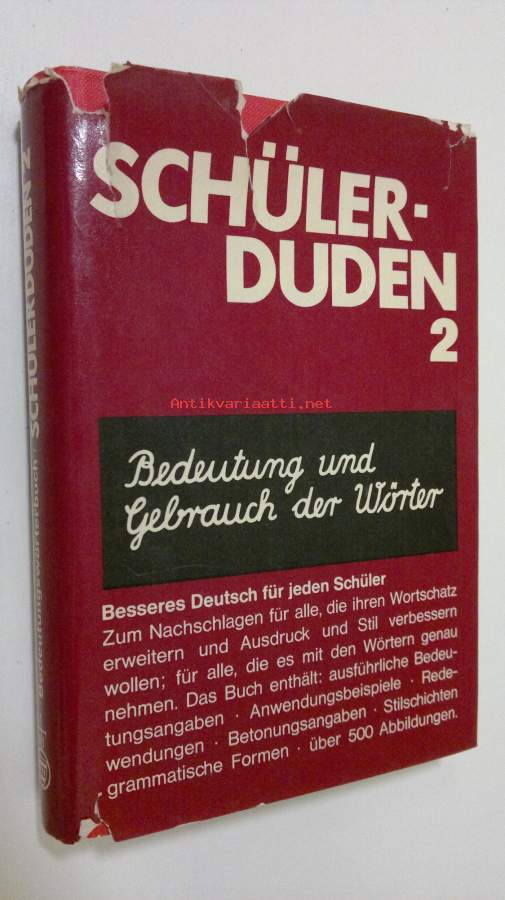 SCHÜLER-
DUDEN
2
Antikvariaatti.net
Bedeutung und
Gebrauch der Wörter
Besseres Deutsch für jeden Schüler
Zum Nachschlagen für alle, die ihren Wortschatz
erweitern und Ausdruck und Stil verbessern
wollen; für alle, die es mit den Wörtern genau
nehmen. Das Buch enthält: ausführliche Bedeu-
tungsangaben · Anwendungsbeispiele · Rede-
wendungen · Betonungsangaben · Stilschichten
grammatische Formen · über 500 Abbildungen.
Bedeutungswörterbuch SCHÜLERDUDEN 2